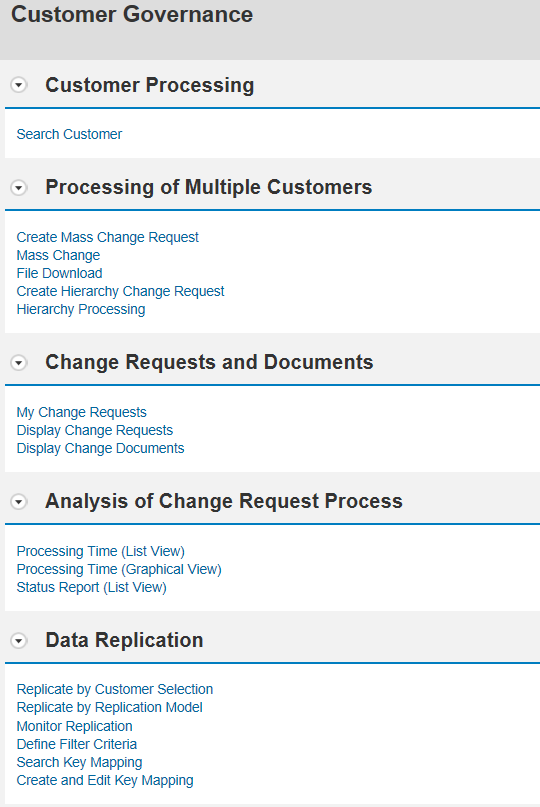 Customer Governance
Customer Processing
Search Customer
Processing of Multiple Customers
Create Mass Change Request
Mass Change
File Download
Create Hierarchy Change Request
Hierarchy Processing
Change Requests and Documents
My Change Requests
Display Change Requests
Display Change Documents
Analysis of Change Request Process
Processing Time (List View)
Processing Time (Graphical View)
Status Report (List View)
Data Replication
Replicate by Customer Selection
Replicate by Replication Model
Monitor Replication
Define Filter Criteria
Search Key Mapping
Create and Edit Key Mapping